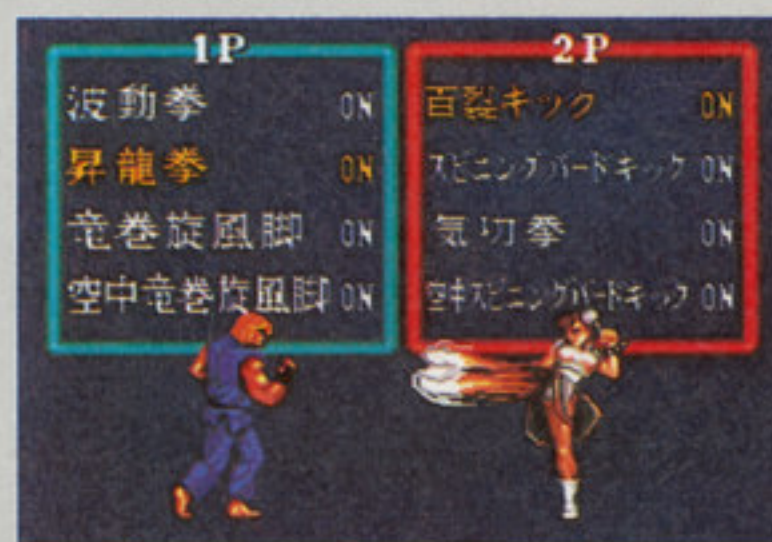 1P
波動拳 ON
昇龍拳 ON
竜巻旋風脚 ON
空中竜巻旋風脚 ON
2P
百裂キック ON
スピニングバードキック ON
気功拳 ON
空中スピニングバードキック ON